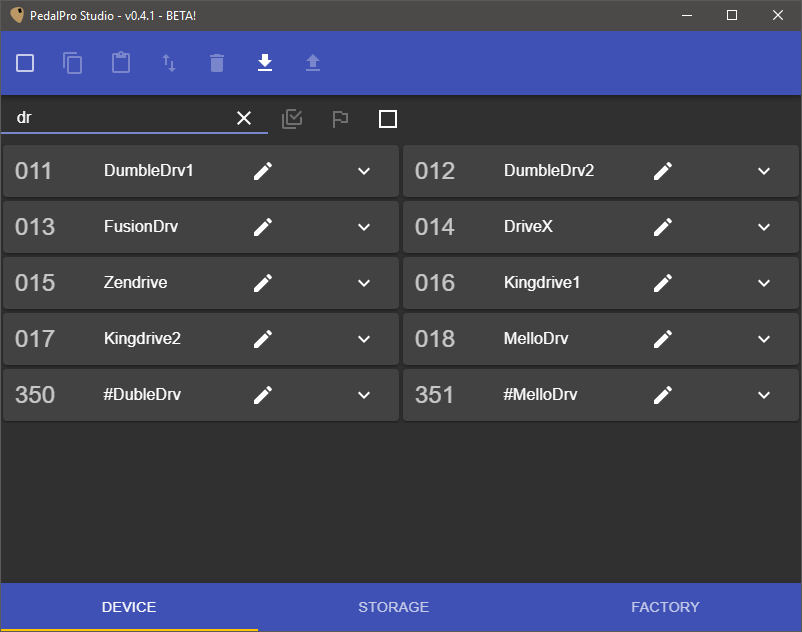 PedalPro Studio - v0.4.1 - BETA!
dr
011 DumbleDrv1
012 DumbleDrv2
013 FusionDrv
014 DriveX
015 Zendrive
016 Kingdrive1
017 Kingdrive2
018 MelloDrv
350 #DubleDrv
351 #MelloDrv
DEVICE STORAGE FACTORY